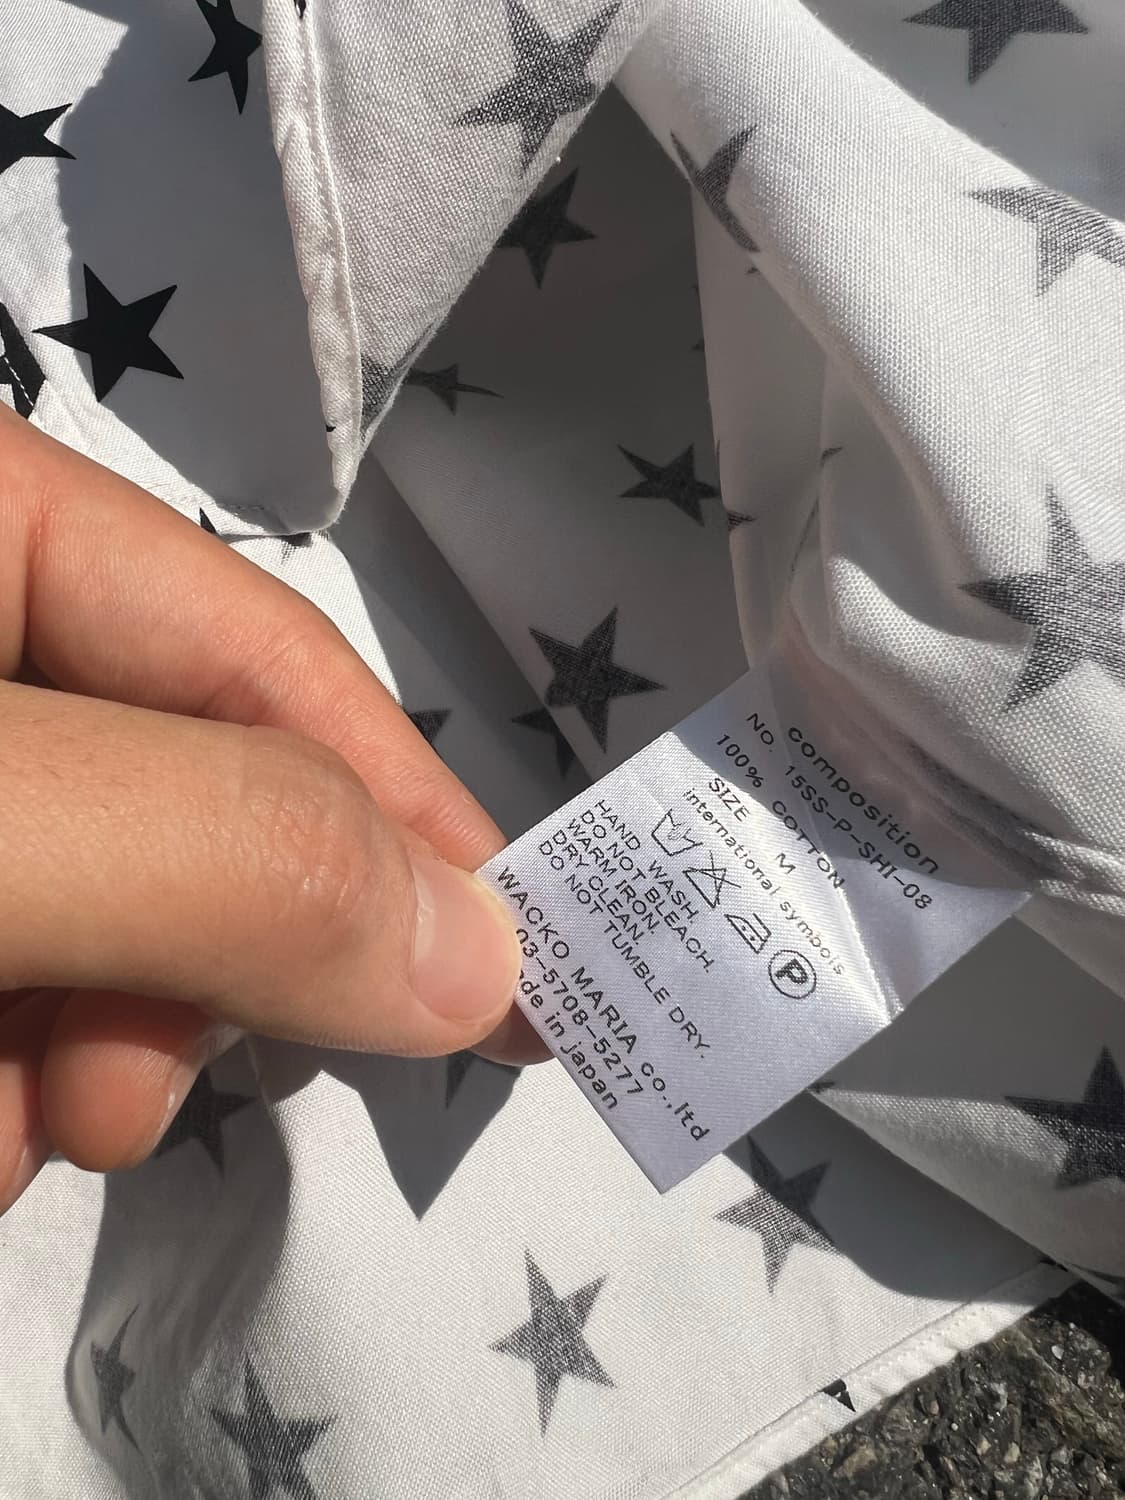 composition
NO. 15SS-P-SHI-08
100% COTTON
SIZE M
international symbols
P
HAND WASH.
DO NOT BLEACH.
WARM IRON.
DRY CLEAN.
DO NOT TUMBLE DRY.
WACKO MARIA co.,ltd
03-5708-5277
in japan